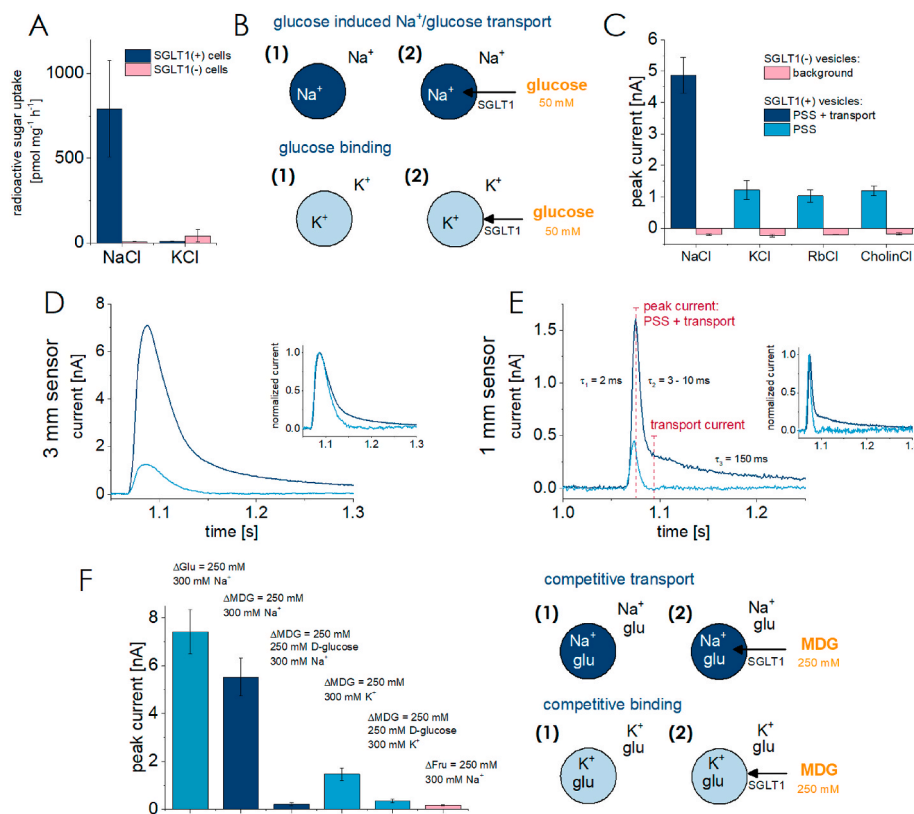 A
radioactive sugar uptake
[pmol mg⁻¹ h⁻¹]
1000
750
500
250
0
SGLT1(+) cells
SGLT1(-) cells
NaCl
KCl
B
glucose induced Na⁺/glucose transport
(1)
Na⁺
Na⁺
(2)
Na⁺
Na⁺
SGLT1
glucose
50 mM
glucose binding
(1)
K⁺
K⁺
(2)
K⁺
K⁺
SGLT1
glucose
50 mM
C
peak current [nA]
6
5
4
3
2
1
0
SGLT1(-) vesicles:
background
SGLT1(+) vesicles:
PSS + transport
PSS
NaCl
KCl
RbCl
CholinCl
D
3 mm sensor
current [nA]
8
6
4
2
0
1.1
1.2
1.3
time [s]
normalized current
1.0
0.5
0.0
1.1
1.2
1.3
E
1 mm sensor
current [nA]
1.5
1.0
0.5
0.0
1.0
1.1
1.2
time [s]
peak current:
PSS + transport
τ₁ = 2 ms
τ₂ = 3 - 10 ms
transport current
τ₃ = 150 ms
normalized current
1.0
0.5
0.0
1.1
1.2
1.3
F
peak current [nA]
8
6
4
2
0
ΔGlu = 250 mM
300 mM Na⁺
ΔMDG = 250 mM
300 mM Na⁺
ΔMDG = 250 mM
250 mM D-glucose
300 mM Na⁺
ΔMDG = 250 mM
300 mM K⁺
ΔMDG = 250 mM
250 mM D-glucose
300 mM K⁺
ΔFru = 250 mM
300 mM Na⁺
competitive transport
(1)
Na⁺
glu
Na⁺
glu
(2)
Na⁺
glu
Na⁺
glu
SGLT1
MDG
250 mM
competitive binding
(1)
K⁺
glu
K⁺
glu
(2)
K⁺
glu
K⁺
glu
SGLT1
MDG
250 mM